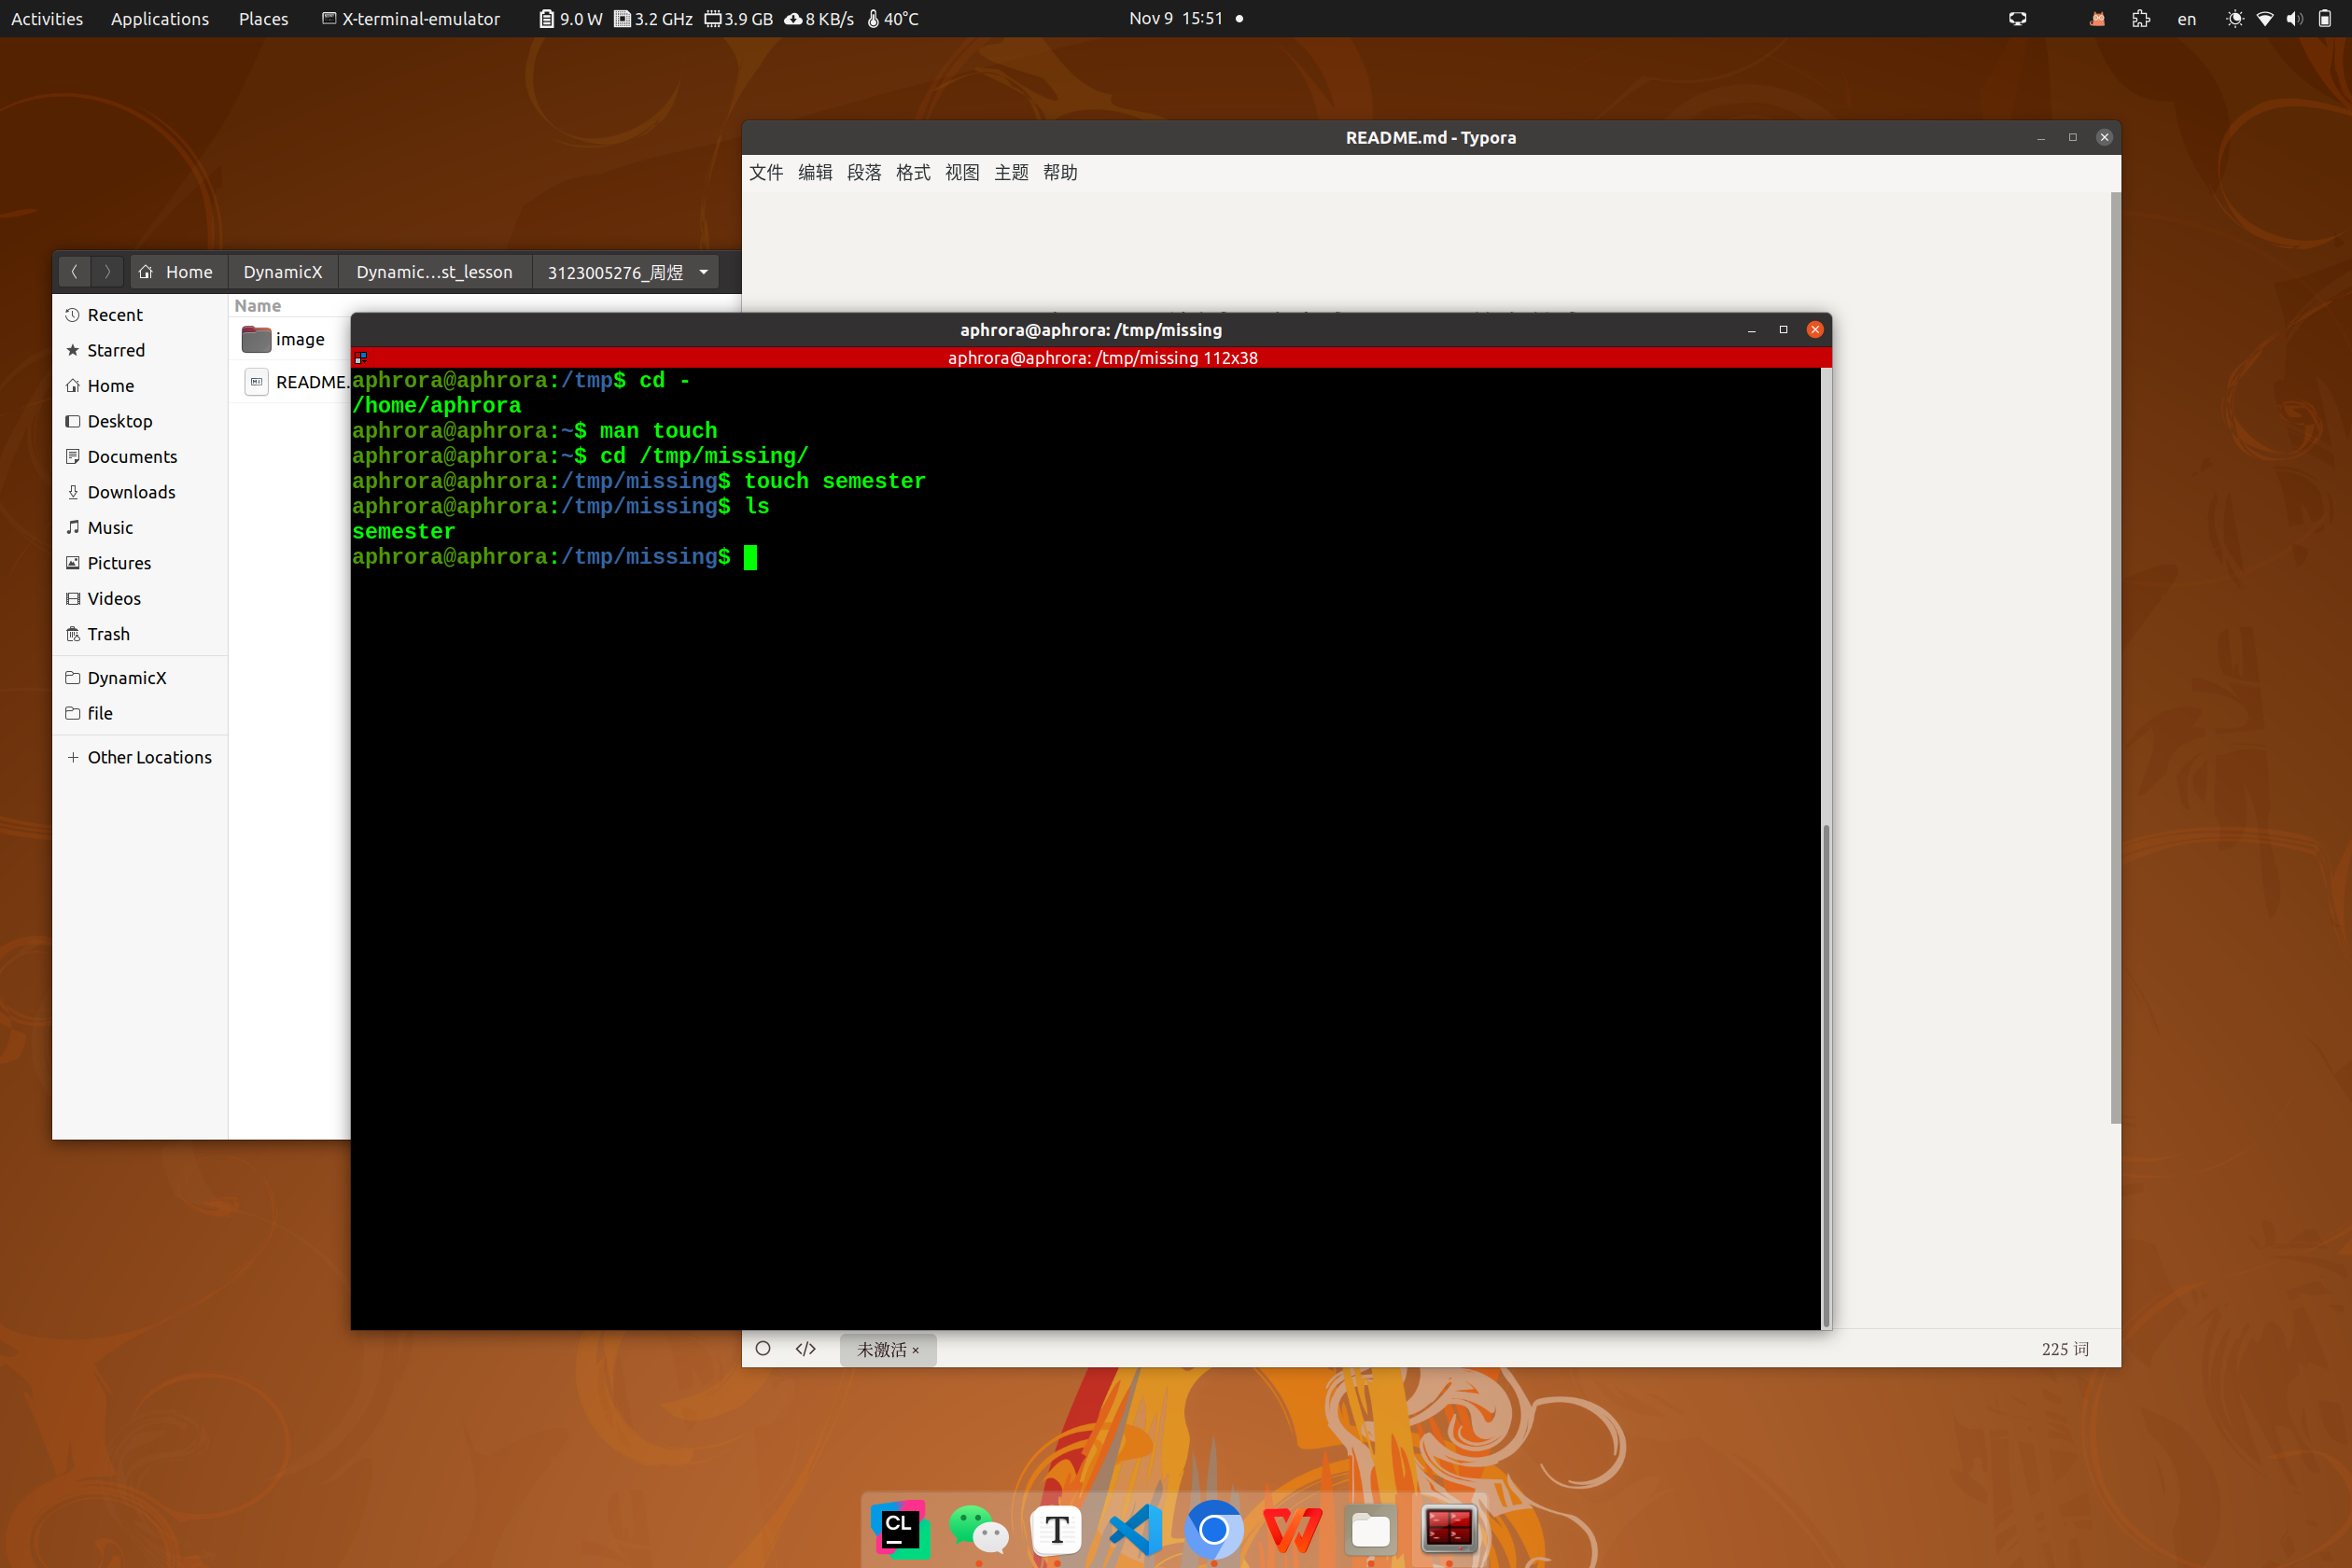 Activities Applications Places X-terminal-emulator 9.0 W 3.2 GHz 3.9 GB 8 KB/s 40°C Nov 9 15:51 en
README.md - Typora
文件 编辑 段落 格式 视图 主题 帮助
Home DynamicX Dynamic...st_lesson 3123005276_周煜
Name
Recent
Starred
Home
Desktop
Documents
Downloads
Music
Pictures
Videos
Trash
DynamicX
file
Other Locations
image
README.
aphrora@aphrora: /tmp/missing
aphrora@aphrora: /tmp/missing 112x38
aphrora@aphrora:/tmp$ cd -
/home/aphrora
aphrora@aphrora:~$ man touch
aphrora@aphrora:~$ cd /tmp/missing/
aphrora@aphrora:/tmp/missing$ touch semester
aphrora@aphrora:/tmp/missing$ ls
semester
aphrora@aphrora:/tmp/missing$
</> 未激活 × 225 词
CL T